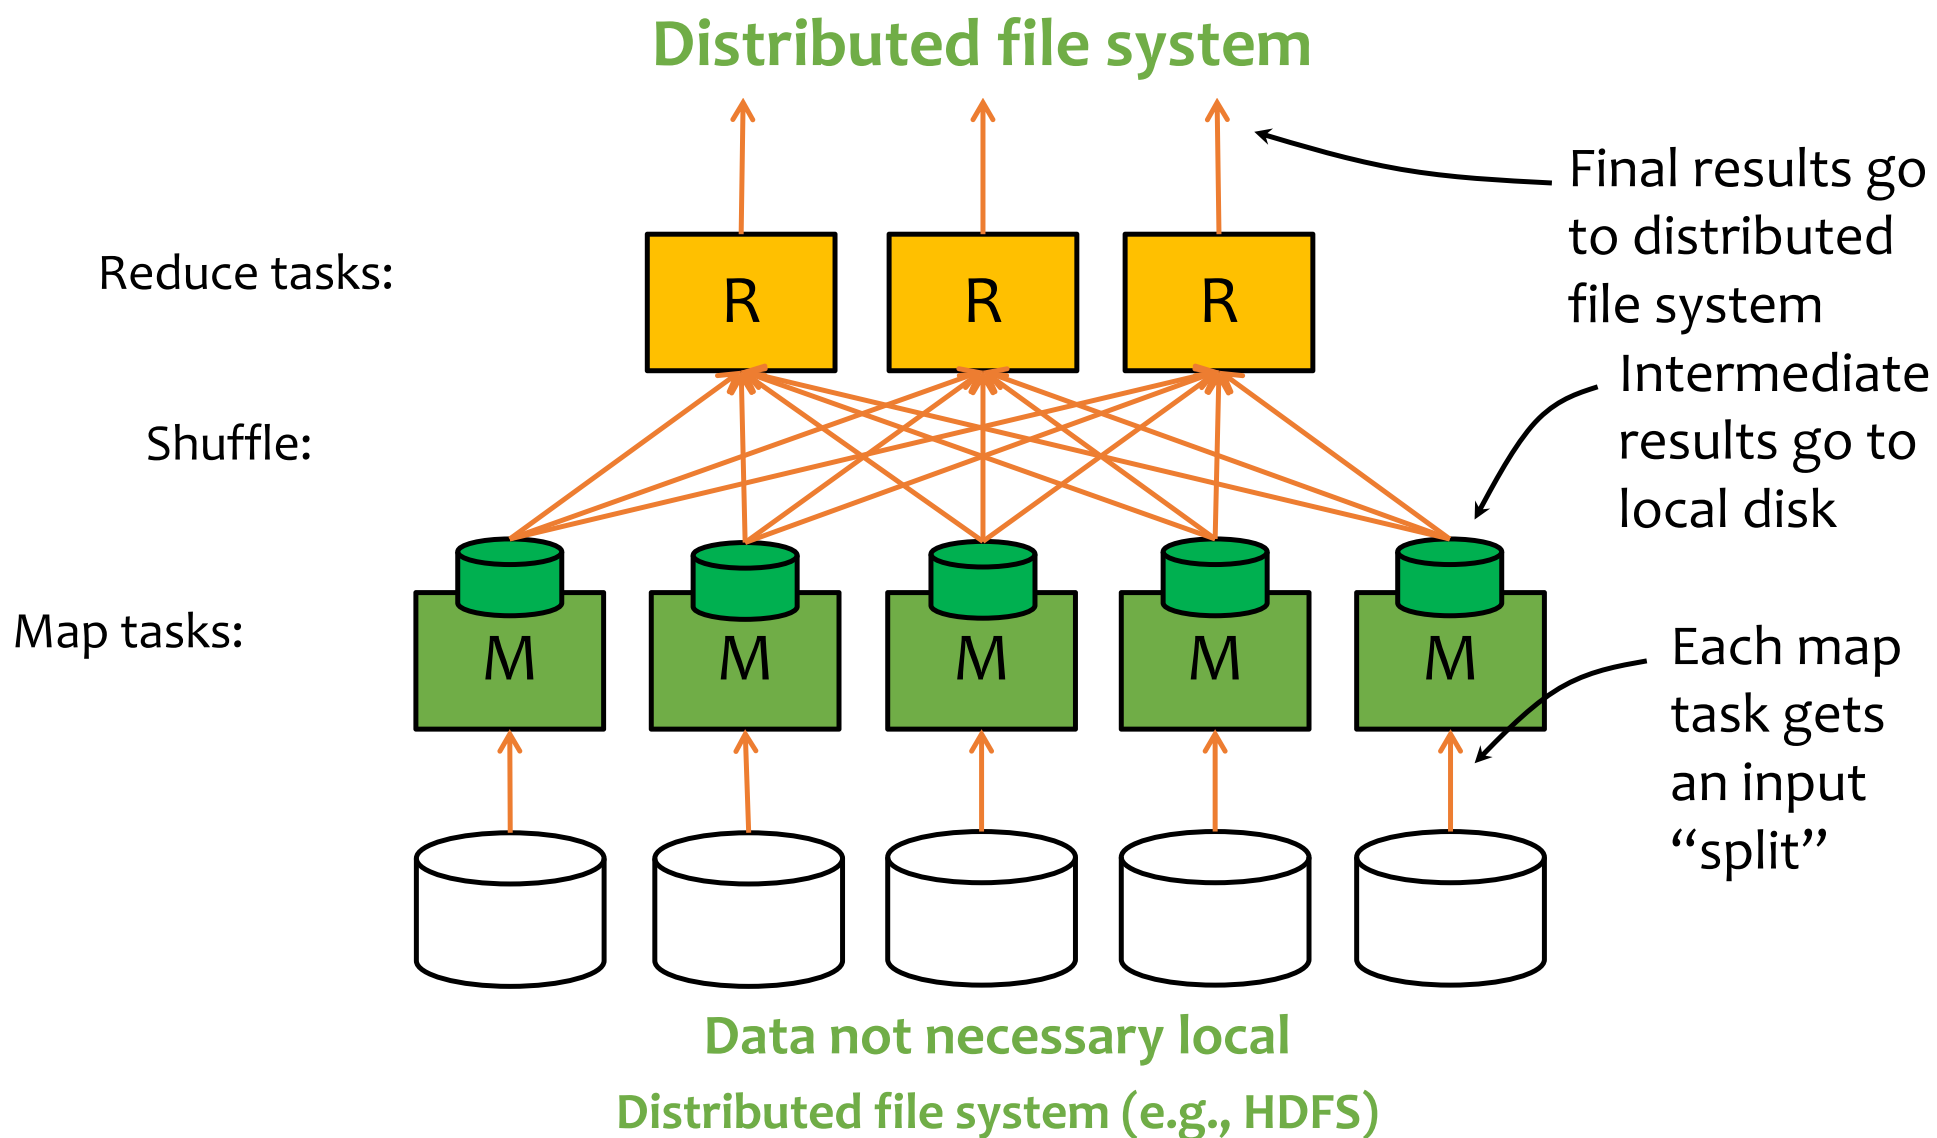 Distributed file system
Final results go
to distributed
file system
Reduce tasks:
R R R
Intermediate
results go to
local disk
Shuffle:
Map tasks:
M M M M M
Each map
task gets
an input
“split”
Data not necessary local
Distributed file system (e.g., HDFS)